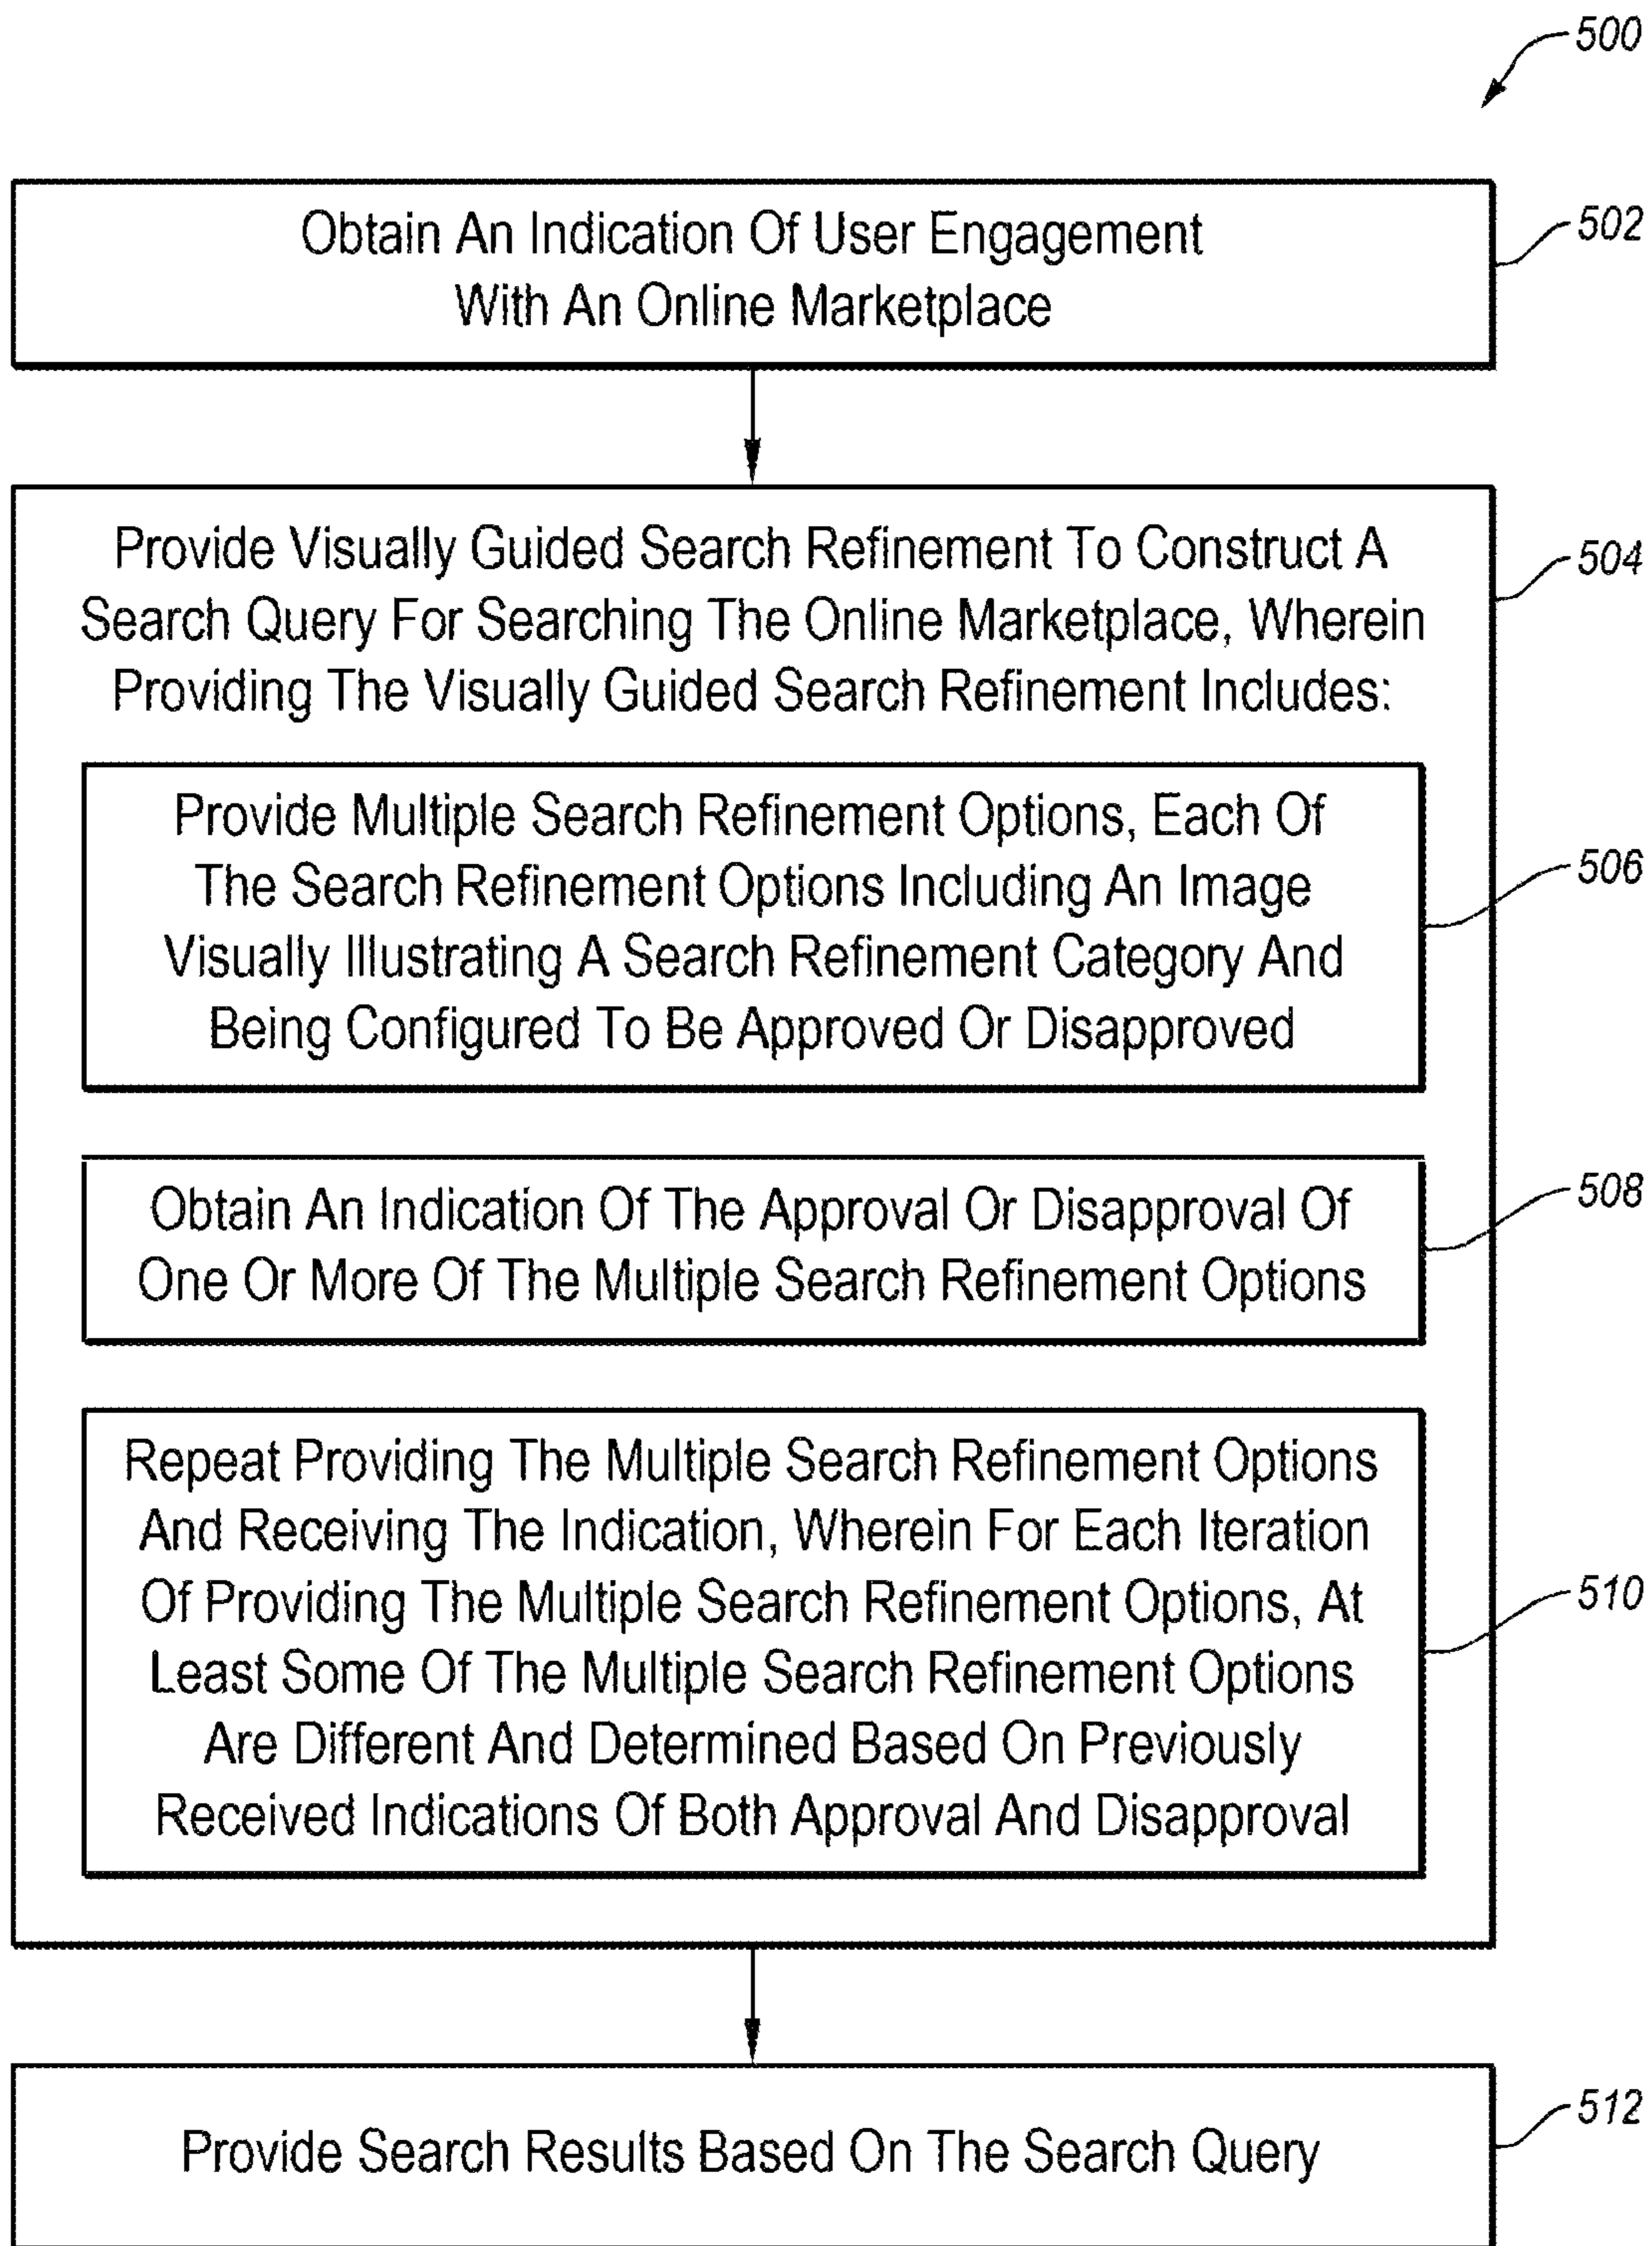 500
Obtain An Indication Of User Engagement
With An Online Marketplace
502
Provide Visually Guided Search Refinement To Construct A
Search Query For Searching The Online Marketplace, Wherein
Providing The Visually Guided Search Refinement Includes:
504
Provide Multiple Search Refinement Options, Each Of
The Search Refinement Options Including An Image
Visually Illustrating A Search Refinement Category And
Being Configured To Be Approved Or Disapproved
506
Obtain An Indication Of The Approval Or Disapproval Of
One Or More Of The Multiple Search Refinement Options
508
Repeat Providing The Multiple Search Refinement Options
And Receiving The Indication, Wherein For Each Iteration
Of Providing The Multiple Search Refinement Options, At
Least Some Of The Multiple Search Refinement Options
Are Different And Determined Based On Previously
Received Indications Of Both Approval And Disapproval
510
Provide Search Results Based On The Search Query
512